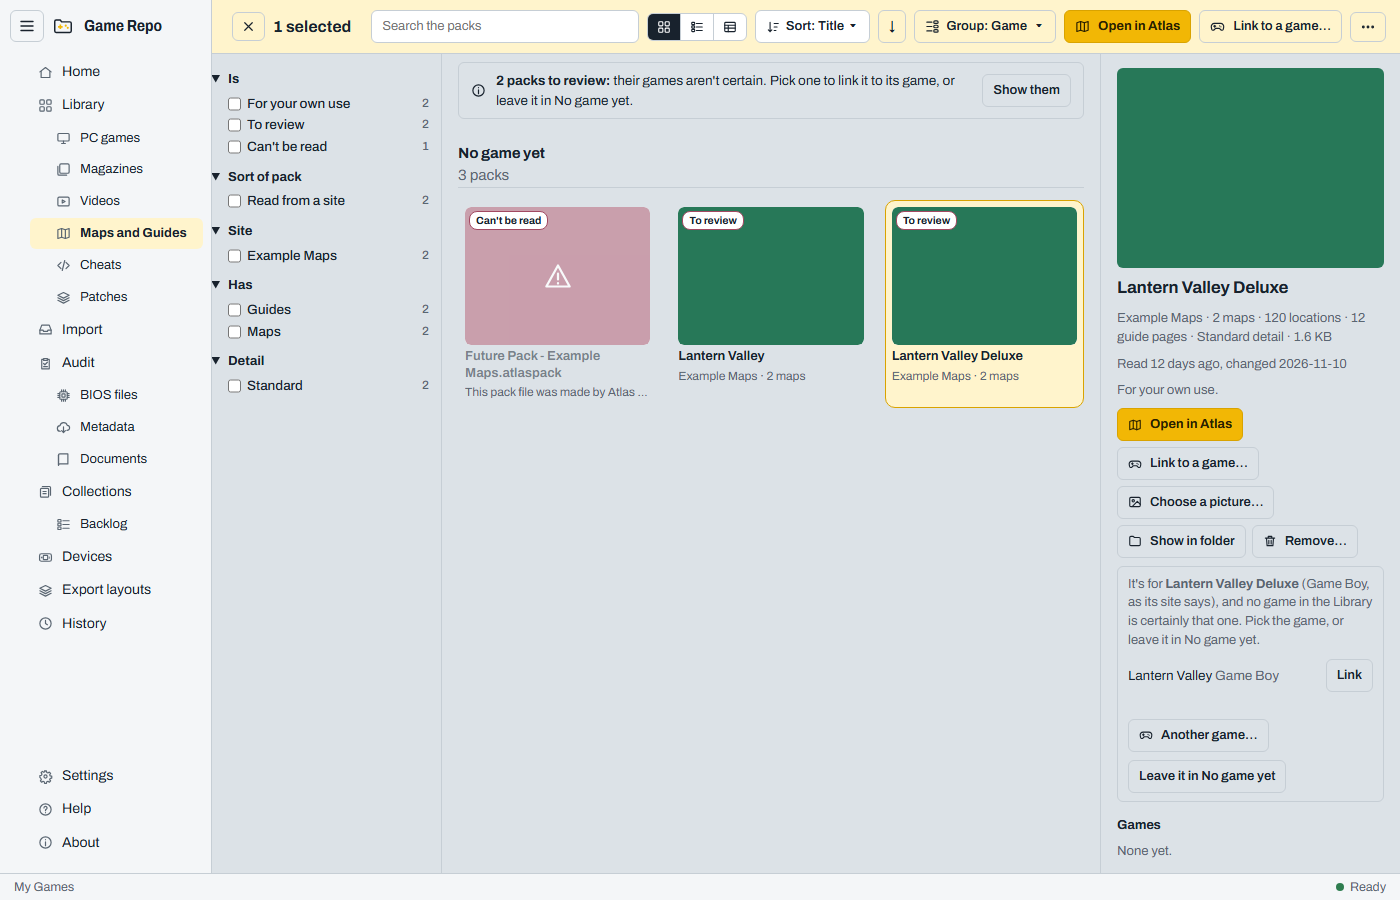 Game Repo
1 selected
Search the packs
Sort: Title
Group: Game
Open in Atlas
Link to a game...
Home
Library
PC games
Magazines
Videos
Maps and Guides
Cheats
Patches
Import
Audit
BIOS files
Metadata
Documents
Collections
Backlog
Devices
Export layouts
History
Settings
Help
About
Is
For your own use 2
To review 2
Can't be read 1
Sort of pack
Read from a site 2
Site
Example Maps 2
Has
Guides 2
Maps 2
Detail
Standard 2
2 packs to review: their games aren't certain. Pick one to link it to its game, or
leave it in No game yet.
Show them
No game yet
3 packs
Can't be read
Future Pack - Example
Maps.atlaspack
This pack file was made by Atlas ...
To review
Lantern Valley
Example Maps · 2 maps
To review
Lantern Valley Deluxe
Example Maps · 2 maps
Lantern Valley Deluxe
Example Maps · 2 maps · 120 locations · 12
guide pages · Standard detail · 1.6 KB
Read 12 days ago, changed 2026-11-10
For your own use.
Open in Atlas
Link to a game...
Choose a picture...
Show in folder
Remove...
It's for Lantern Valley Deluxe (Game Boy,
as its site says), and no game in the Library
is certainly that one. Pick the game, or
leave it in No game yet.
Lantern Valley Game Boy
Link
Another game...
Leave it in No game yet
Games
None yet.
My Games
Ready